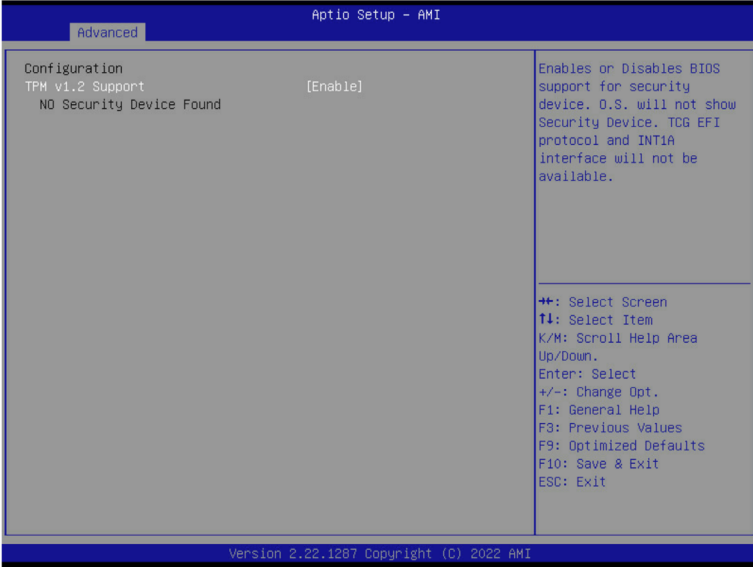 Aptio Setup – AMI
Advanced
Configuration
TPM v1.2 Support [Enable]
NO Security Device Found
Enables or Disables BIOS
support for security
device. O.S. will not show
Security Device. TCG EFI
protocol and INT1A
interface will not be
available.
→←: Select Screen
↑↓: Select Item
K/M: Scroll Help Area
Up/Down.
Enter: Select
+/-: Change Opt.
F1: General Help
F3: Previous Values
F9: Optimized Defaults
F10: Save & Exit
ESC: Exit
Version 2.22.1287 Copyright (C) 2022 AMI